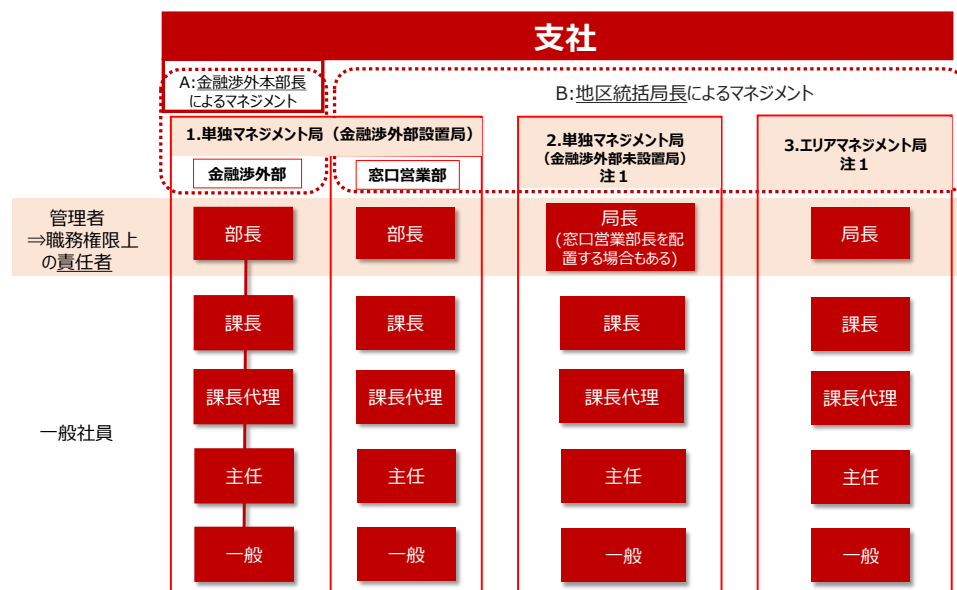 支社
A:金融渉外本部長
によるマネジメント
B:地区統括局長によるマネジメント
1.単独マネジメント局（金融渉外部設置局）
金融渉外部
窓口営業部
2.単独マネジメント局
（金融渉外部未設置局）
注１
3.エリアマネジメント局
注１
管理者
⇒職務権限上
の責任者
部長
部長
局長
(窓口営業部長を配
置する場合もある)
局長
課長
課長
課長
課長
一般社員
課長代理
課長代理
課長代理
課長代理
主任
主任
主任
主任
一般
一般
一般
一般